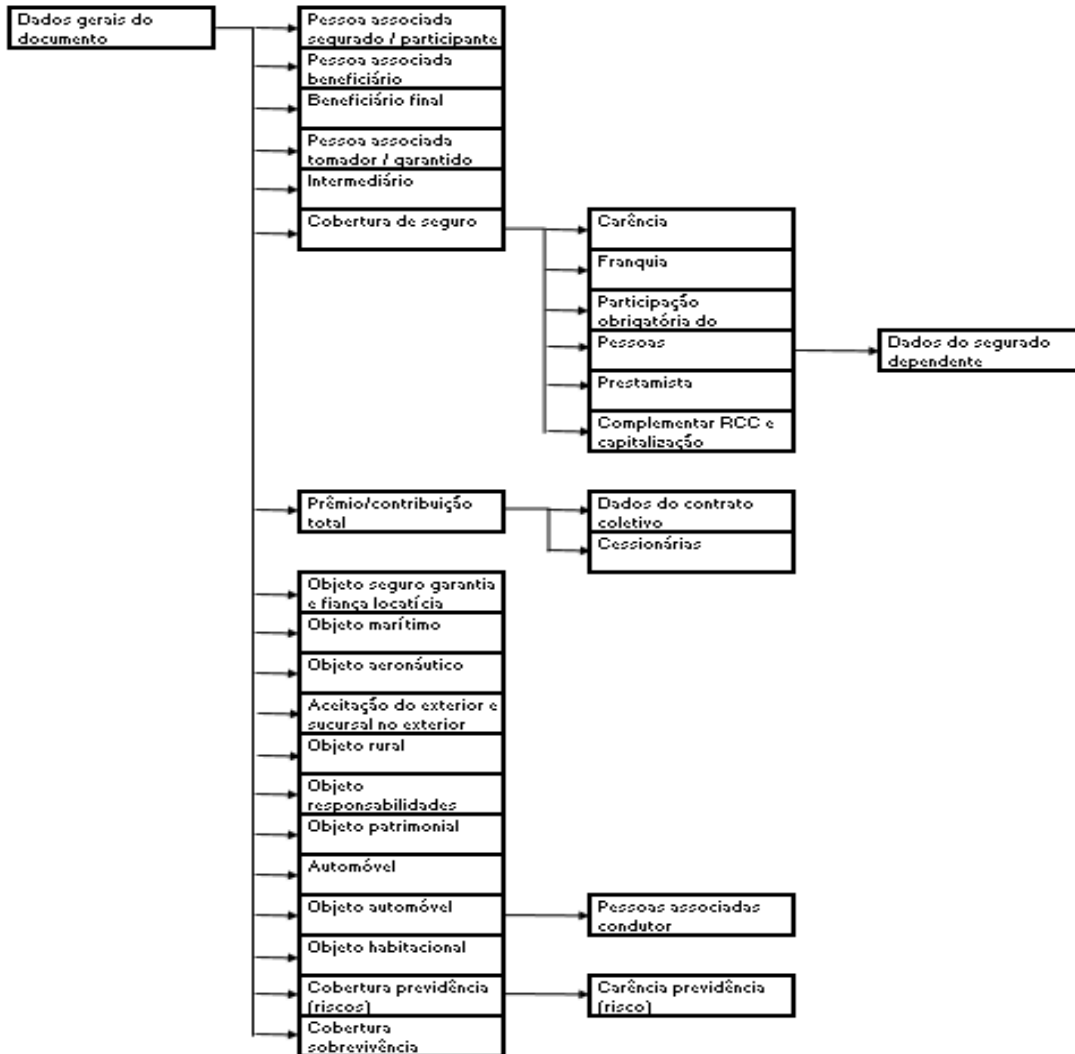 Dados gerais do
documento
Pessoa associada
segurado / participante
Pessoa associada
beneficiário
Beneficiário final
Pessoa associada
tomador / garantido
Intermediário
Cobertura de seguro
Carência
Franquia
Participação
obrigatória do
Pessoas
Prestamista
Complementar RCC e
capitalização
Dados do segurado
dependente
Prêmio/contribuição
total
Dados do contrato
coletivo
Cessionárias
Objeto seguro garantia
e fiança locatícia
Objeto marítimo
Objeto aeronáutico
Aceitação do exterior e
sucursal no exterior
Objeto rural
Objeto
responsabilidades
Objeto patrimonial
Automóvel
Objeto automóvel
Pessoas associadas
condutor
Objeto habitacional
Cobertura previdência
(riscos)
Carência previdência
(risco)
Cobertura
sobrevivência